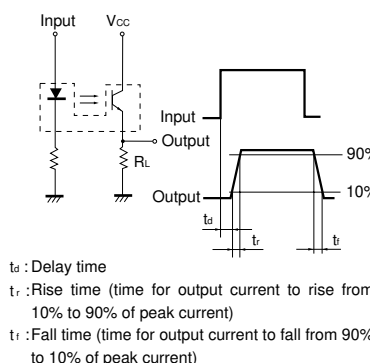 Input Vcc
Output
RL
Input
90%
Output 10%
td
tr tf
td : Delay time
tr : Rise time (time for output current to rise from
10% to 90% of peak current)
tf : Fall time (time for output current to fall from 90%
to 10% of peak current)